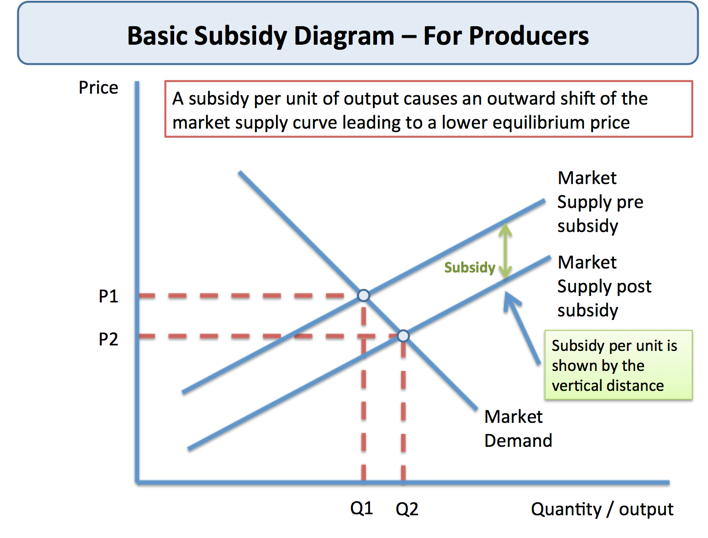 Basic Subsidy Diagram – For Producers
Price
A subsidy per unit of output causes an outward shift of the
market supply curve leading to a lower equilibrium price
Market
Supply pre
subsidy
Subsidy
Market
Supply post
subsidy
P1
P2
Subsidy per unit is
shown by the
vertical distance
Market
Demand
Q1
Q2
Quantity / output